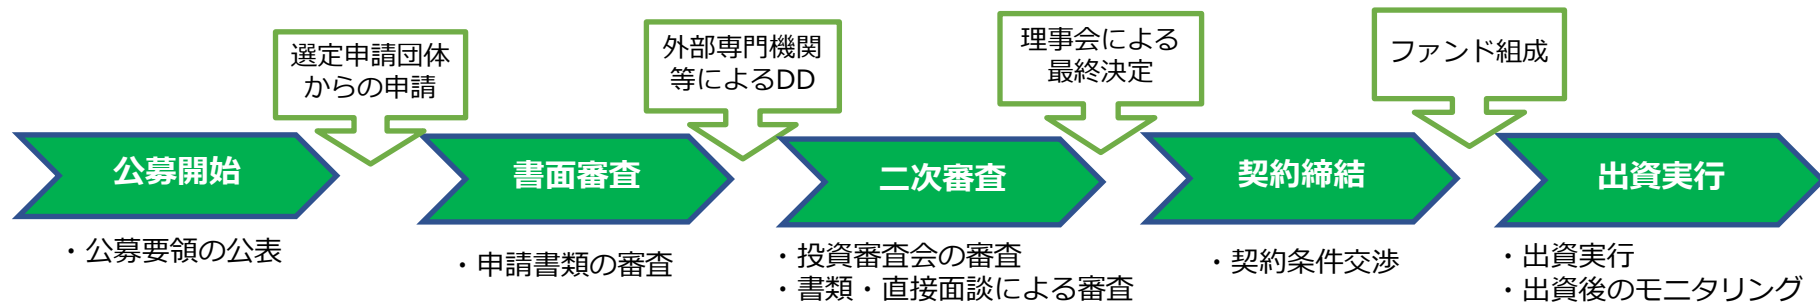 選定申請団体
からの申請
外部専門機関
等によるDD
理事会による
最終決定
ファンド組成
公募開始
書面審査
二次審査
契約締結
出資実行
・公募要領の公表
・申請書類の審査
・投資審査会の審査
・書類・直接面談による審査
・契約条件交渉
・出資実行
・出資後のモニタリング